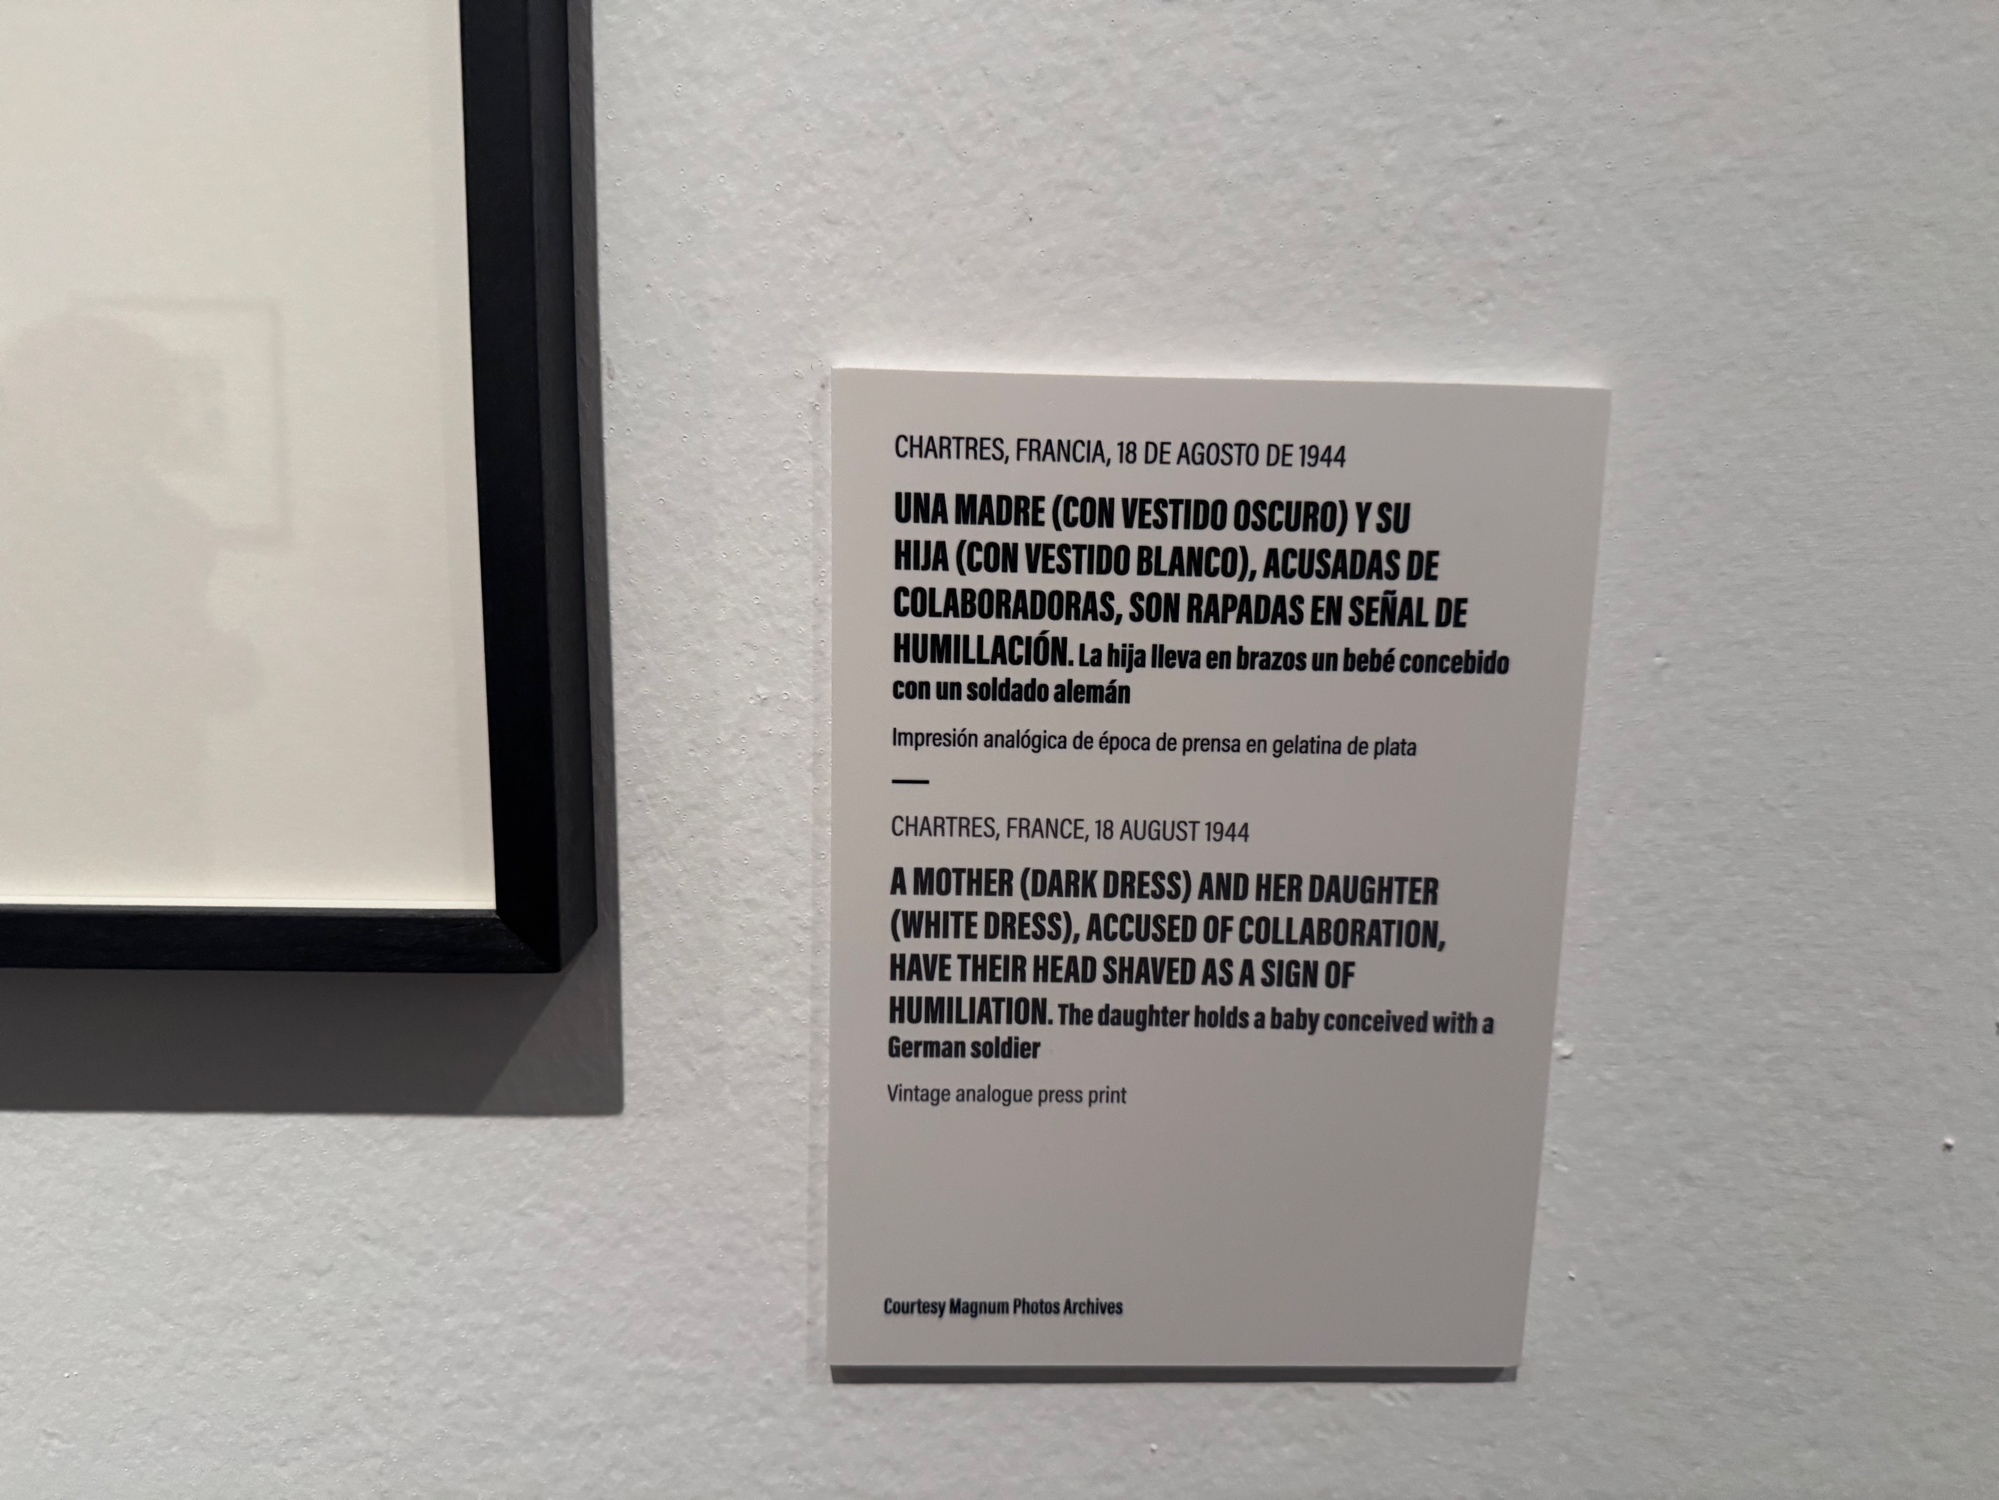 CHARTRES, FRANCIA, 18 DE AGOSTO DE 1944
UNA MADRE (CON VESTIDO OSCURO) Y SU
HIJA (CON VESTIDO BLANCO), ACUSADAS DE
COLABORADORAS, SON RAPADAS EN SEÑAL DE
HUMILLACIÓN. La hija lleva en brazos un bebé concebido
con un soldado alemán
Impresión analógica de época de prensa en gelatina de plata
—
CHARTRES, FRANCE, 18 AUGUST 1944
A MOTHER (DARK DRESS) AND HER DAUGHTER
(WHITE DRESS), ACCUSED OF COLLABORATION,
HAVE THEIR HEAD SHAVED AS A SIGN OF
HUMILIATION. The daughter holds a baby conceived with a
German soldier
Vintage analogue press print
Courtesy Magnum Photos Archives